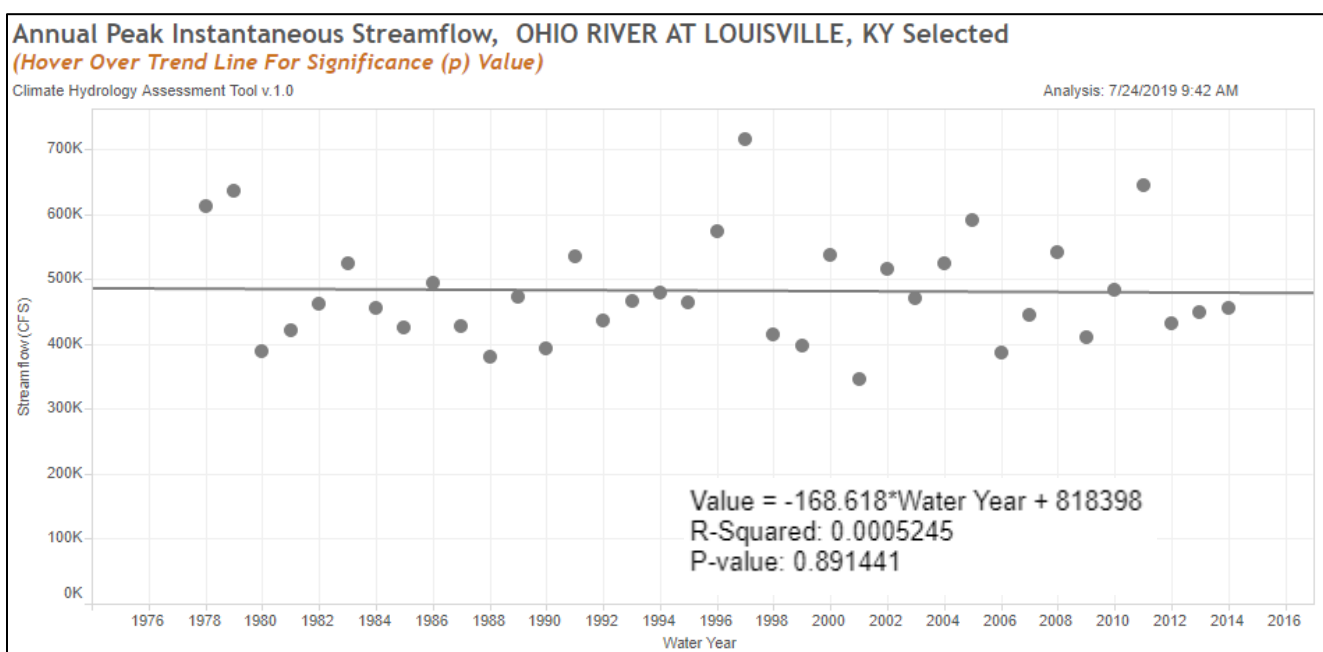 Annual Peak Instantaneous Streamflow, OHIO RIVER AT LOUISVILLE, KY Selected
(Hover Over Trend Line For Significance (p) Value)
Climate Hydrology Assessment Tool v.1.0
Analysis: 7/24/2019 9:42 AM
700K
600K
500K
400K
300K
200K
100K
0K
Streamflow (CFS)
Value = -168.618*Water Year + 818398
R-Squared: 0.0005245
P-value: 0.891441
1976 1978 1980 1982 1984 1986 1988 1990 1992 1994 1996 1998 2000 2002 2004 2006 2008 2010 2012 2014 2016
Water Year